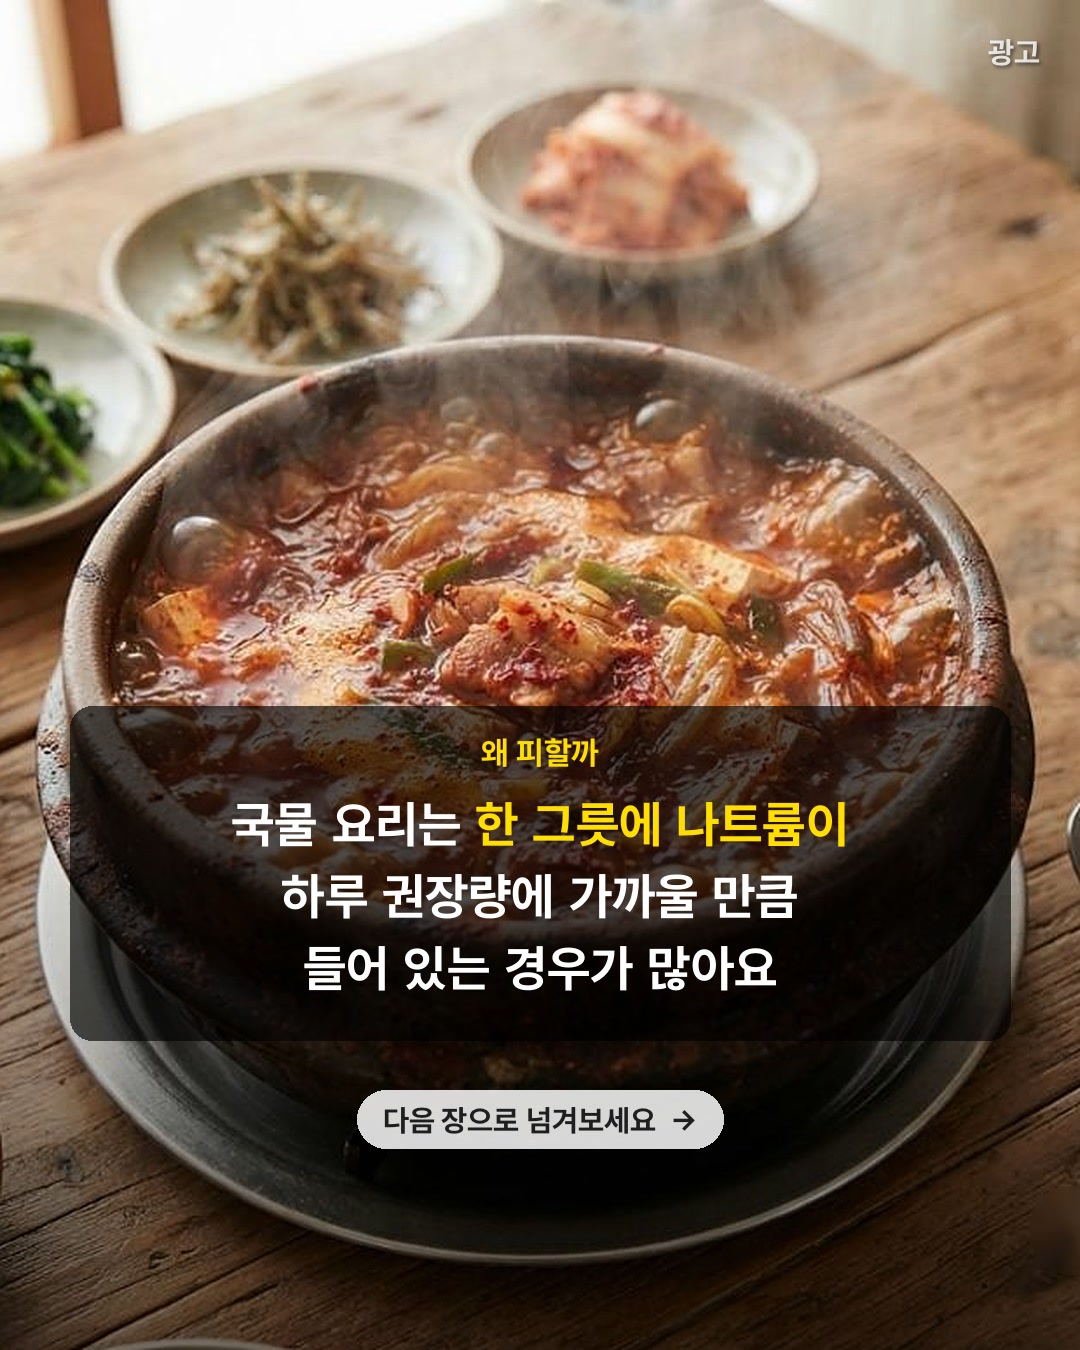 광고
왜 피할까
국물 요리는 한 그릇에 나트륨이
하루 권장량에 가까울 만큼
들어 있는 경우가 많아요
다음 장으로 넘겨보세요 →